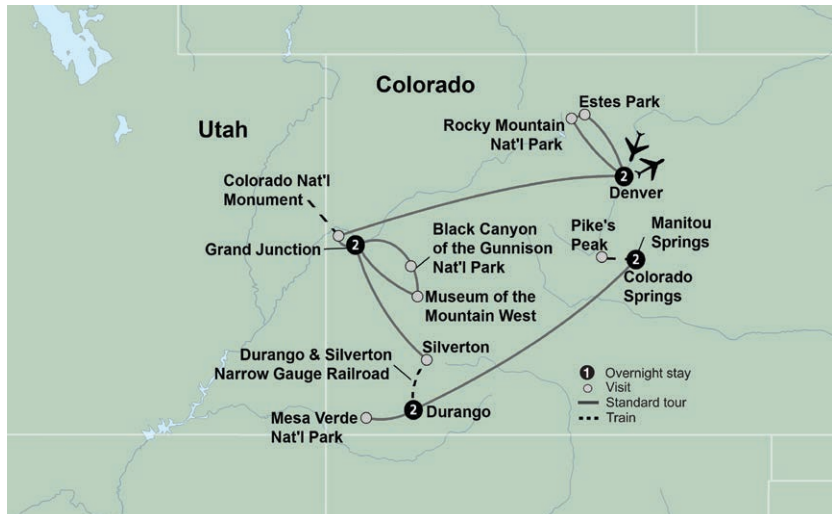 Colorado
Utah
Estes Park
Rocky Mountain
Nat'l Park
2
Denver
Colorado Nat'l
Monument
Grand Junction
2
Black Canyon
of the Gunnison
Nat'l Park
Museum of the
Mountain West
Pike's
Peak
Manitou
Springs
2
Colorado
Springs
Silverton
Durango & Silverton
Narrow Gauge Railroad
2
Durango
Mesa Verde
Nat'l Park
1 Overnight stay
Visit
Standard tour
Train